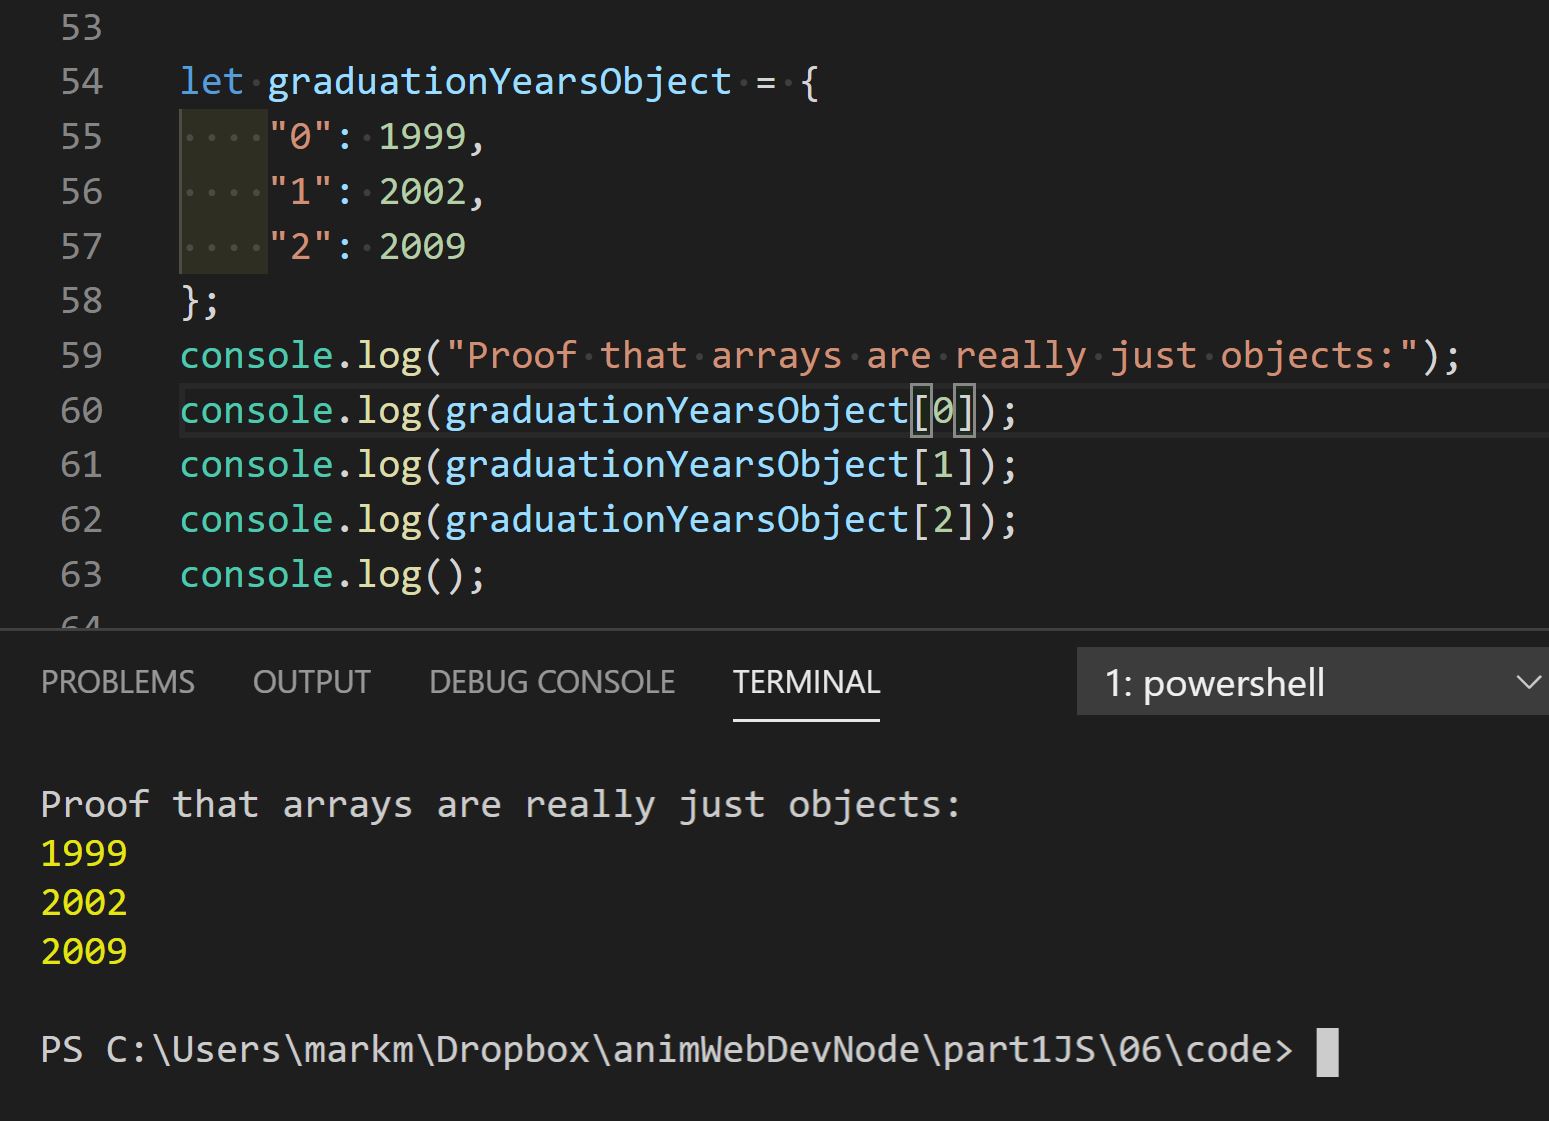 53
54 let graduationYearsObject = {
55 "0": 1999,
56 "1": 2002,
57 "2": 2009
58 };
59 console.log("Proof that arrays are really just objects:");
60 console.log(graduationYearsObject[0]);
61 console.log(graduationYearsObject[1]);
62 console.log(graduationYearsObject[2]);
63 console.log();
64
PROBLEMS OUTPUT DEBUG CONSOLE TERMINAL 1: powershell
Proof that arrays are really just objects:
1999
2002
2009
PS C:\Users\markm\Dropbox\animWebDevNode\part1JS\06\code>